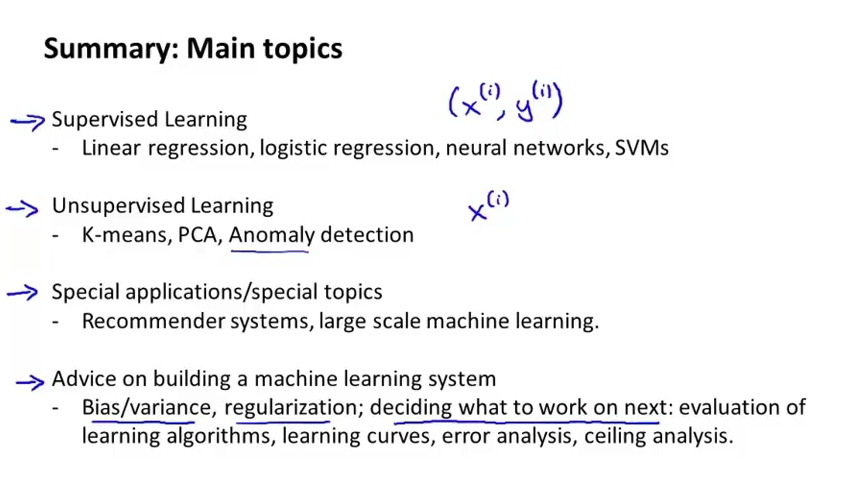 Summary: Main topics
(x^(i), y^(i))
→ Supervised Learning
- Linear regression, logistic regression, neural networks, SVMs
→ Unsupervised Learning
x^(i)
- K-means, PCA, Anomaly detection
→ Special applications/special topics
- Recommender systems, large scale machine learning.
→ Advice on building a machine learning system
- Bias/variance, regularization; deciding what to work on next: evaluation of
learning algorithms, learning curves, error analysis, ceiling analysis.